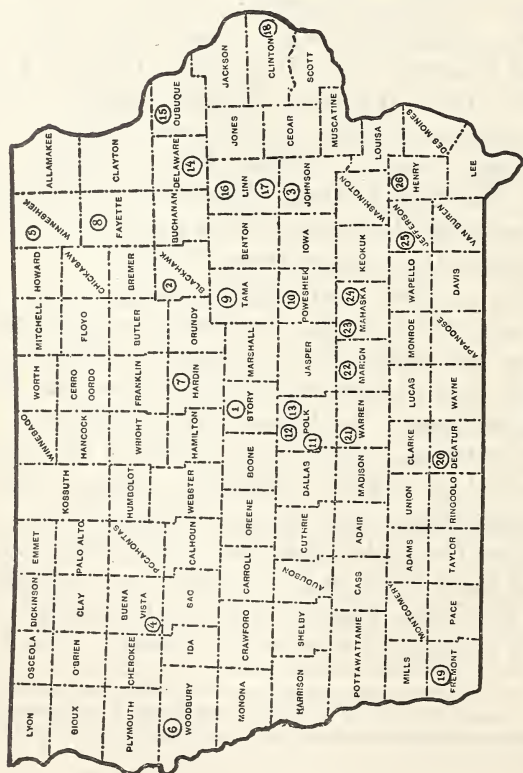 LYON
OSCEOLA
DICKINSON
EMMET
KOSSUTH
WINNEBAGO
WORTH
MITCHELL
HOWARD
5
WINNESHIEK
ALLAMAKEE
SIOUX
O'BRIEN
CLAY
PALO ALTO
HANCOCK
CERRO
GORDO
FLOYD
CHICKASAW
PLYMOUTH
CHEROKEE
BUENA
VISTA
4
POCAHONTAS
HUMBOLDT
WRIGHT
FRANKLIN
BUTLER
BREMER
8
FAYETTE
CLAYTON
6
WOODBURY
IDA
SAC
CALHOUN
WEBSTER
HAMILTON
7
HARDIN
GRUNDY
2
BLACKHAWK
BUCHANAN
DELAWARE
14
15
DUBUQUE
MONONA
CRAWFORD
CARROLL
GREENE
BOONE
1
STORY
MARSHALL
9
TAMA
BENTON
16
LINN
17
JONES
JACKSON
CLINTON
18
HARRISON
SHELBY
AUDUBON
GUTHRIE
DALLAS
12
13
POLK
11
JASPER
10
POWESHIEK
IOWA
3
JOHNSON
CEDAR
SCOTT
MUSCATINE
POTTAWATTAMIE
CASS
ADAIR
MADISON
21
WARREN
22
MARION
23
24
MAHASKA
KEOKUK
WASHINGTON
LOUISA
MILLS
MONTGOMERY
ADAMS
UNION
CLARKE
LUCAS
MONROE
WAPELLO
25
JEFFERSON
26
HENRY
DES MOINES
19
FREMONT
PAGE
TAYLOR
RINGGOLD
20
DECATUR
WAYNE
APPANOOSE
DAVIS
VAN BUREN
LEE